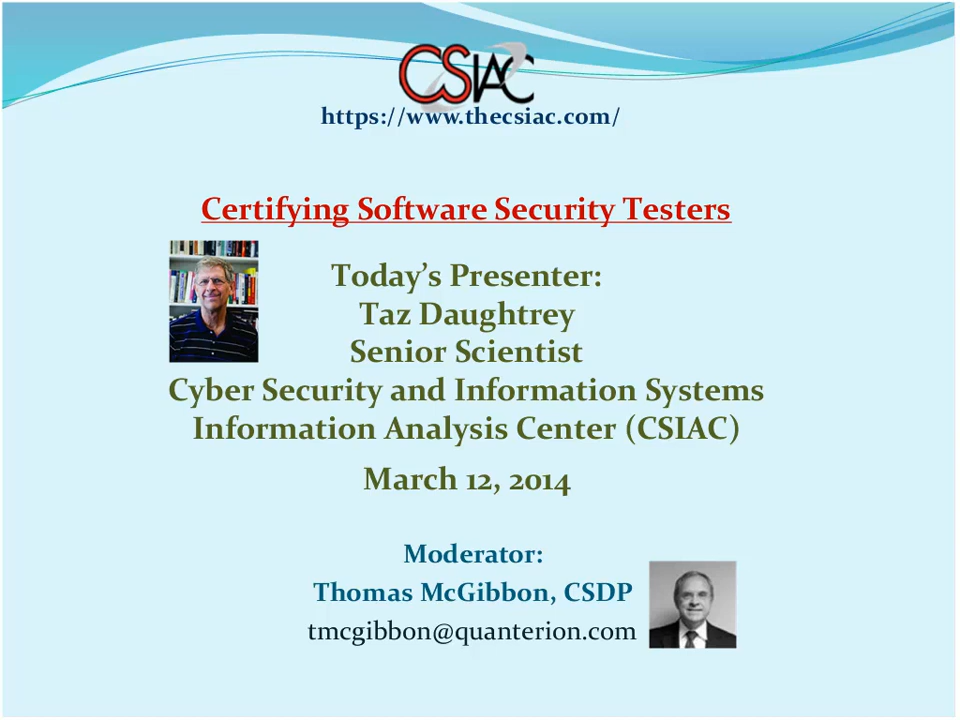 CSIAC
https://www.thecsiac.com/
Certifying Software Security Testers
Today's Presenter:
Taz Daughtrey
Senior Scientist
Cyber Security and Information Systems
Information Analysis Center (CSIAC)
March 12, 2014
Moderator:
Thomas McGibbon, CSDP
tmcgibbon@quanterion.com